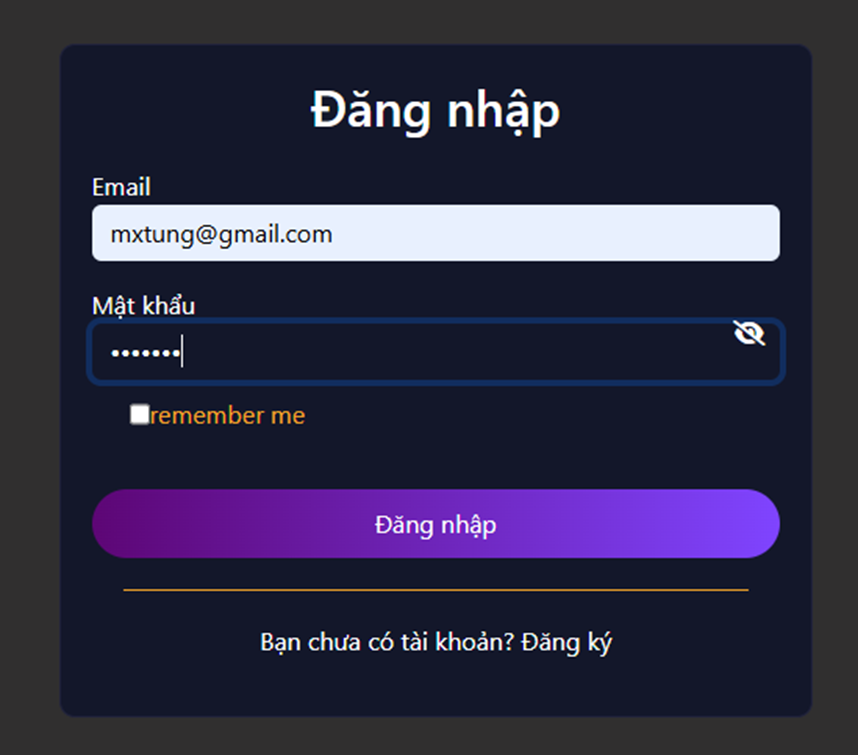 Đăng nhập
Email
mxtung@gmail.com
Mật khẩu
•••••••
remember me
Đăng nhập
Bạn chưa có tài khoản? Đăng ký